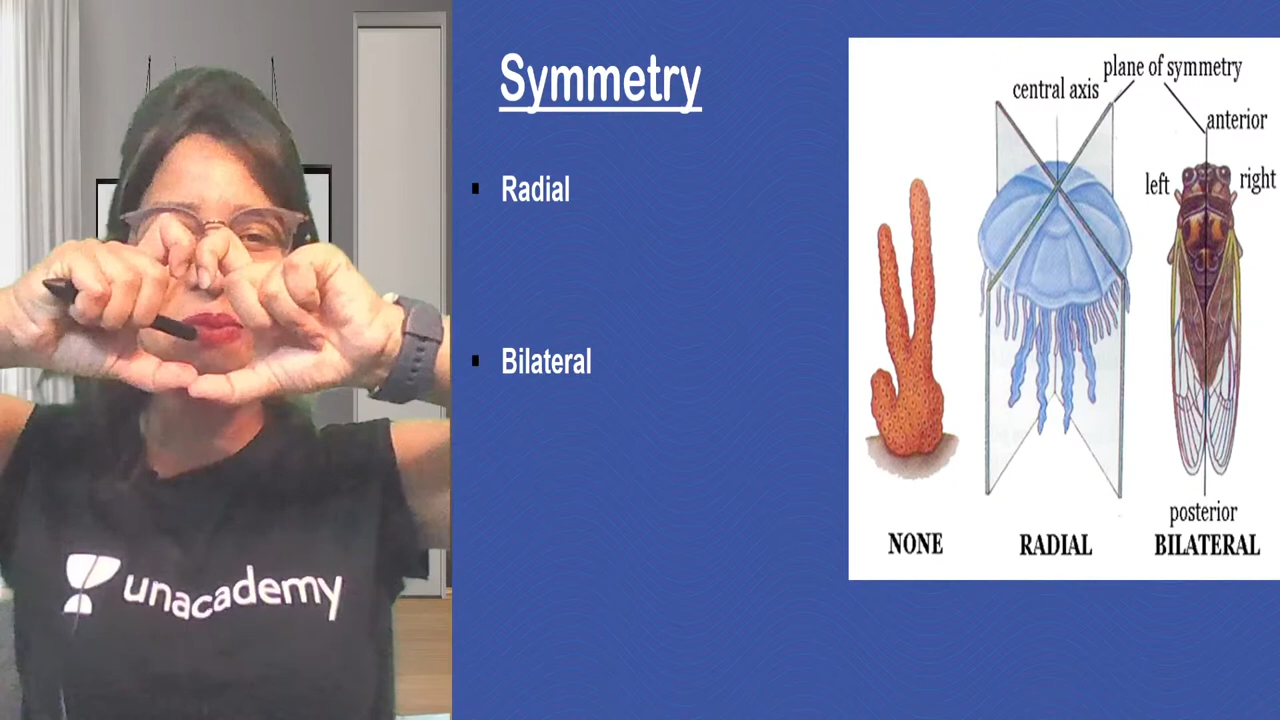 Symmetry
Radial
Bilateral
plane of symmetry
central axis
anterior
left
right
posterior
NONE
RADIAL
BILATERAL
unacademy